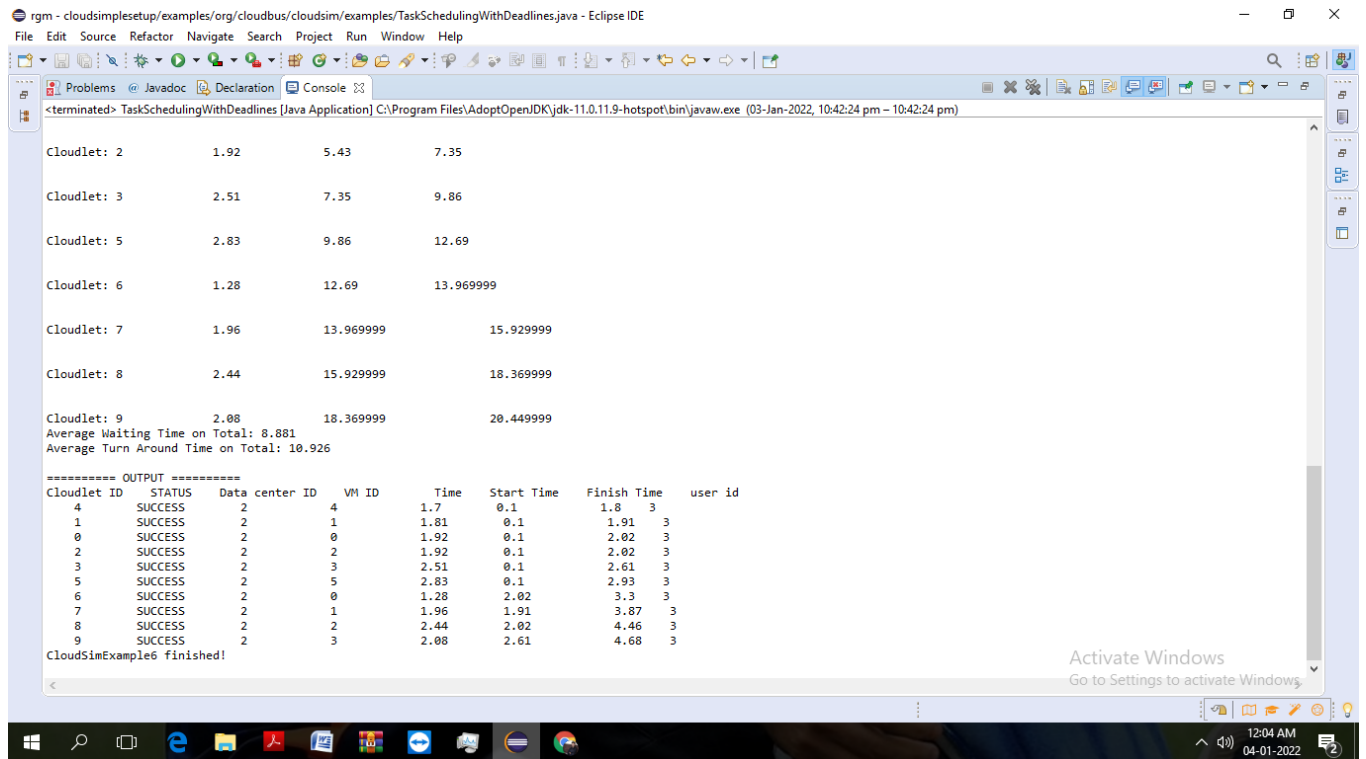 rgm - cloudsimplesetup/examples/org/cloudbus/cloudsim/examples/TaskSchedulingWithDeadlines.java - Eclipse IDE
File Edit Source Refactor Navigate Search Project Run Window Help
Problems @ Javadoc Declaration Console
<terminated> TaskSchedulingWithDeadlines [Java Application] C:\Program Files\AdoptOpenJDK\jdk-11.0.11.9-hotspot\bin\javaw.exe (03-Jan-2022, 10:42:24 pm – 10:42:24 pm)
Cloudlet: 2 1.92 5.43 7.35
Cloudlet: 3 2.51 7.35 9.86
Cloudlet: 5 2.83 9.86 12.69
Cloudlet: 6 1.28 12.69 13.969999
Cloudlet: 7 1.96 13.969999 15.929999
Cloudlet: 8 2.44 15.929999 18.369999
Cloudlet: 9 2.08 18.369999 20.449999
Average Waiting Time on Total: 8.881
Average Turn Around Time on Total: 10.926
========== OUTPUT ==========
Cloudlet ID STATUS Data center ID VM ID Time Start Time Finish Time user id
4 SUCCESS 2 4 1.7 0.1 1.8 3
1 SUCCESS 2 1 1.81 0.1 1.91 3
0 SUCCESS 2 0 1.92 0.1 2.02 3
2 SUCCESS 2 2 1.92 0.1 2.02 3
3 SUCCESS 2 3 2.51 0.1 2.61 3
5 SUCCESS 2 5 2.83 0.1 2.93 3
6 SUCCESS 2 0 1.28 2.02 3.3 3
7 SUCCESS 2 1 1.96 1.91 3.87 3
8 SUCCESS 2 2 2.44 2.02 4.46 3
9 SUCCESS 2 3 2.08 2.61 4.68 3
CloudSimExample6 finished!
Activate Windows
Go to Settings to activate Windows.
12:04 AM
04-01-2022
2